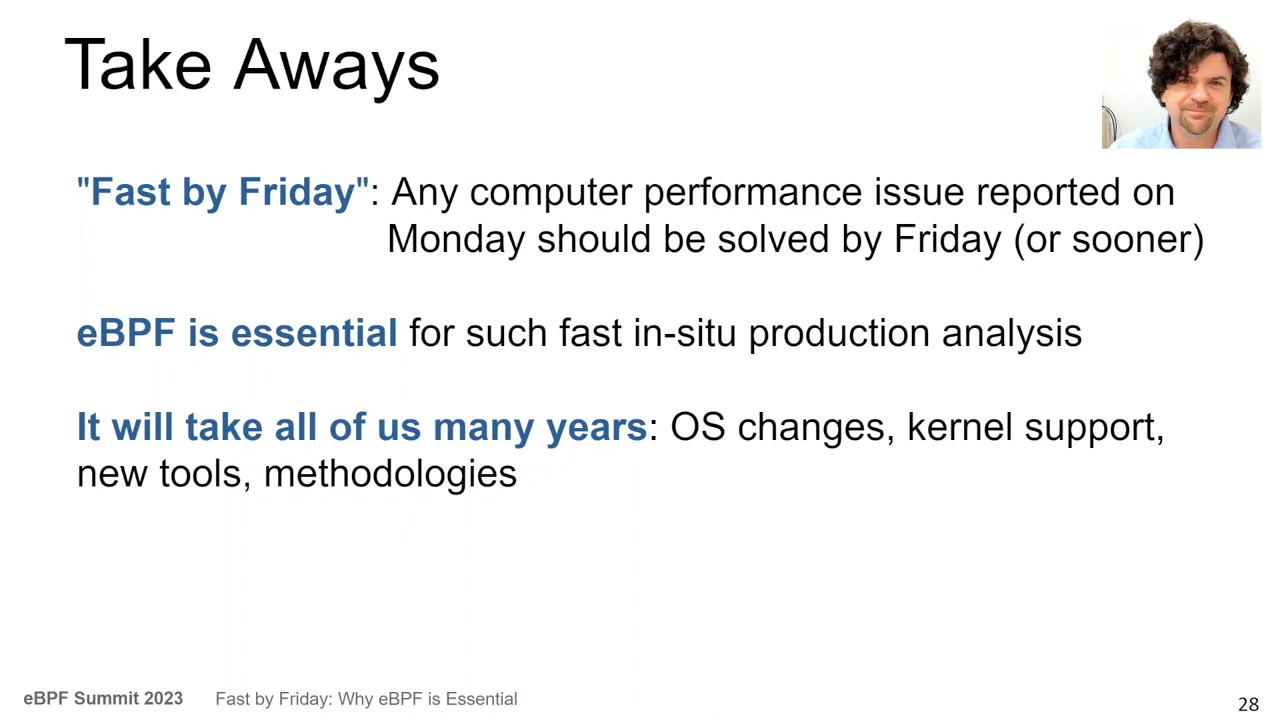 Take Aways
"Fast by Friday": Any computer performance issue reported on
Monday should be solved by Friday (or sooner)
eBPF is essential for such fast in-situ production analysis
It will take all of us many years: OS changes, kernel support,
new tools, methodologies
eBPF Summit 2023 Fast by Friday: Why eBPF is Essential
28